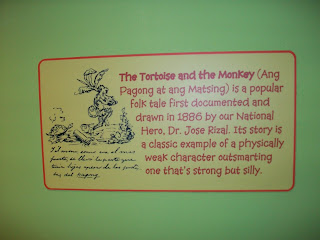 The Tortoise and the Monkey (Ang
Pagong at ang Matsing) is a popular
folk tale first documented and
drawn in 1886 by our National
Hero, Dr. Jose Rizal. Its story is
a classic example of a physically
weak character outsmarting
one that's strong but silly.